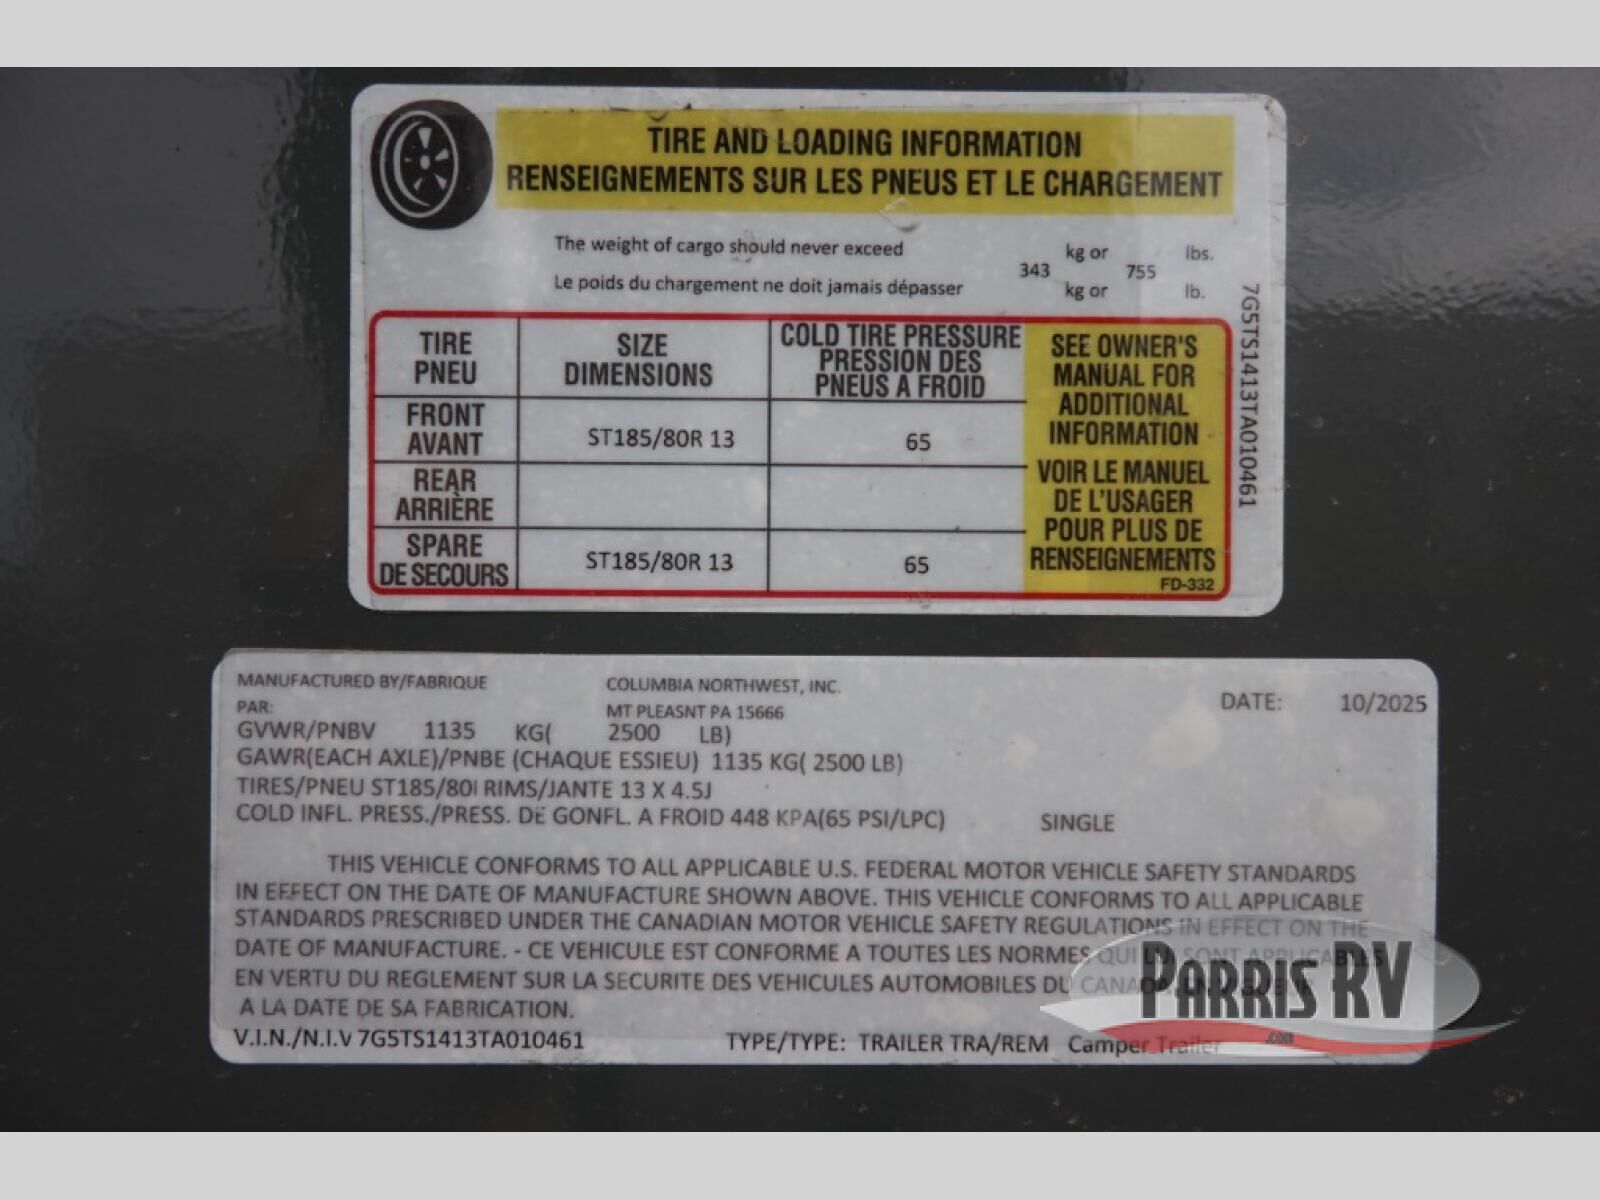 TIRE AND LOADING INFORMATION
RENSEIGNEMENTS SUR LES PNEUS ET LE CHARGEMENT
The weight of cargo should never exceed kg or lbs.
343 755
Le poids du chargement ne doit jamais dépasser kg or lb.
TIRE SIZE COLD TIRE PRESSURE
PNEU DIMENSIONS PRESSION DES
PNEUS A FROID
FRONT
AVANT ST185/80R 13 65
REAR
ARRIÈRE
SPARE
DE SECOURS ST185/80R 13 65
SEE OWNER'S
MANUAL FOR
ADDITIONAL
INFORMATION
VOIR LE MANUEL
DE L'USAGER
POUR PLUS DE
RENSEIGNEMENTS
FD-332
7G5TS1413TA010461
MANUFACTURED BY/FABRIQUE COLUMBIA NORTHWEST, INC. DATE: 10/2025
PAR: MT PLEASNT PA 15666
GVWR/PNBV 1135 KG( 2500 LB)
GAWR(EACH AXLE)/PNBE (CHAQUE ESSIEU) 1135 KG( 2500 LB)
TIRES/PNEU ST185/80 RIMS/JANTE 13 X 4.5J
COLD INFL. PRESS./PRESS. DE GONFL. A FROID 448 KPA(65 PSI/LPC) SINGLE
THIS VEHICLE CONFORMS TO ALL APPLICABLE U.S. FEDERAL MOTOR VEHICLE SAFETY STANDARDS
IN EFFECT ON THE DATE OF MANUFACTURE SHOWN ABOVE. THIS VEHICLE CONFORMS TO ALL APPLICABLE
STANDARDS PRESCRIBED UNDER THE CANADIAN MOTOR VEHICLE SAFETY REGULATIONS IN EFFECT ON THE
DATE OF MANUFACTURE. - CE VEHICULE EST CONFORME A TOUTES LES NORMES QUI LUI SONT APPLICABLES
EN VERTU DU REGLEMENT SUR LA SECURITE DES VEHICULES AUTOMOBILES DU CANADA
A LA DATE DE SA FABRICATION.
V.I.N./N.I.V 7G5TS1413TA010461 TYPE/TYPE: TRAILER TRA/REM Camper Trailer
PARRIS RV
.COM